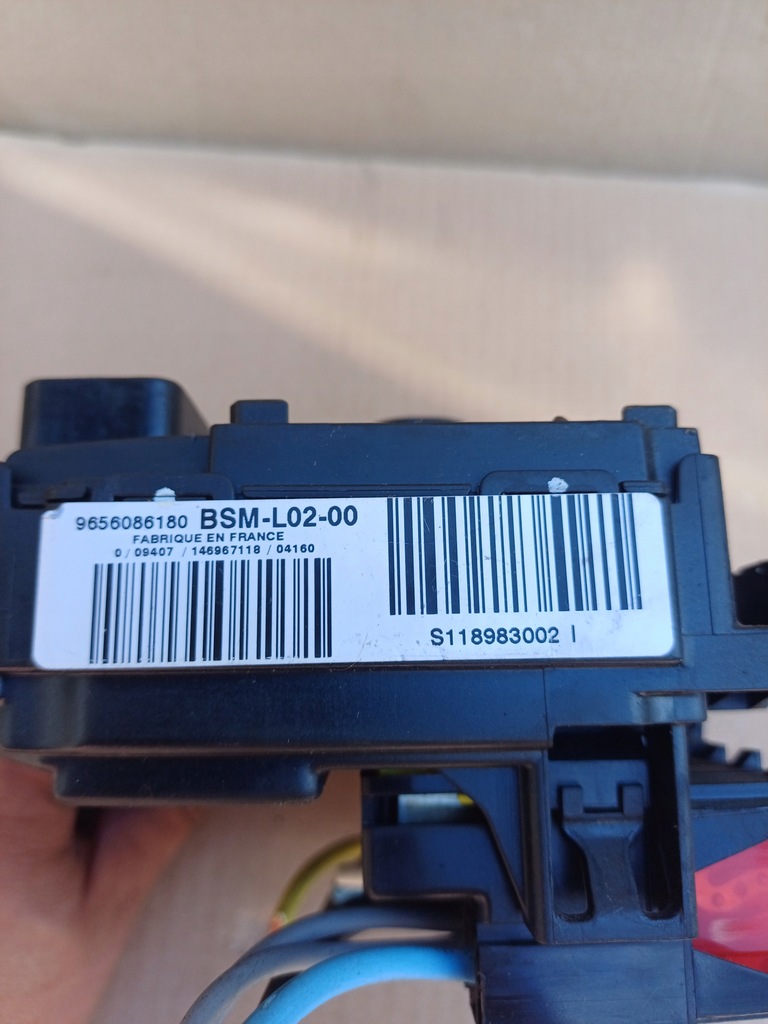 9656086180 BSM-L02-00
FABRIQUE EN FRANCE
0 / 09407 / 146967118 / 04160
S118983002 I